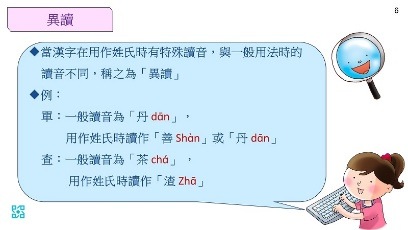 異讀
6
◆當漢字在用作姓氏時有特殊讀音，與一般用法時的
讀音不同，稱之為「異讀」
◆例：
單：一般讀音為「丹 dān」，
用作姓氏時讀作「善 Shàn」或「丹 dān」
查：一般讀音為「茶 chá」，
用作姓氏時讀作「渣 Zhā」